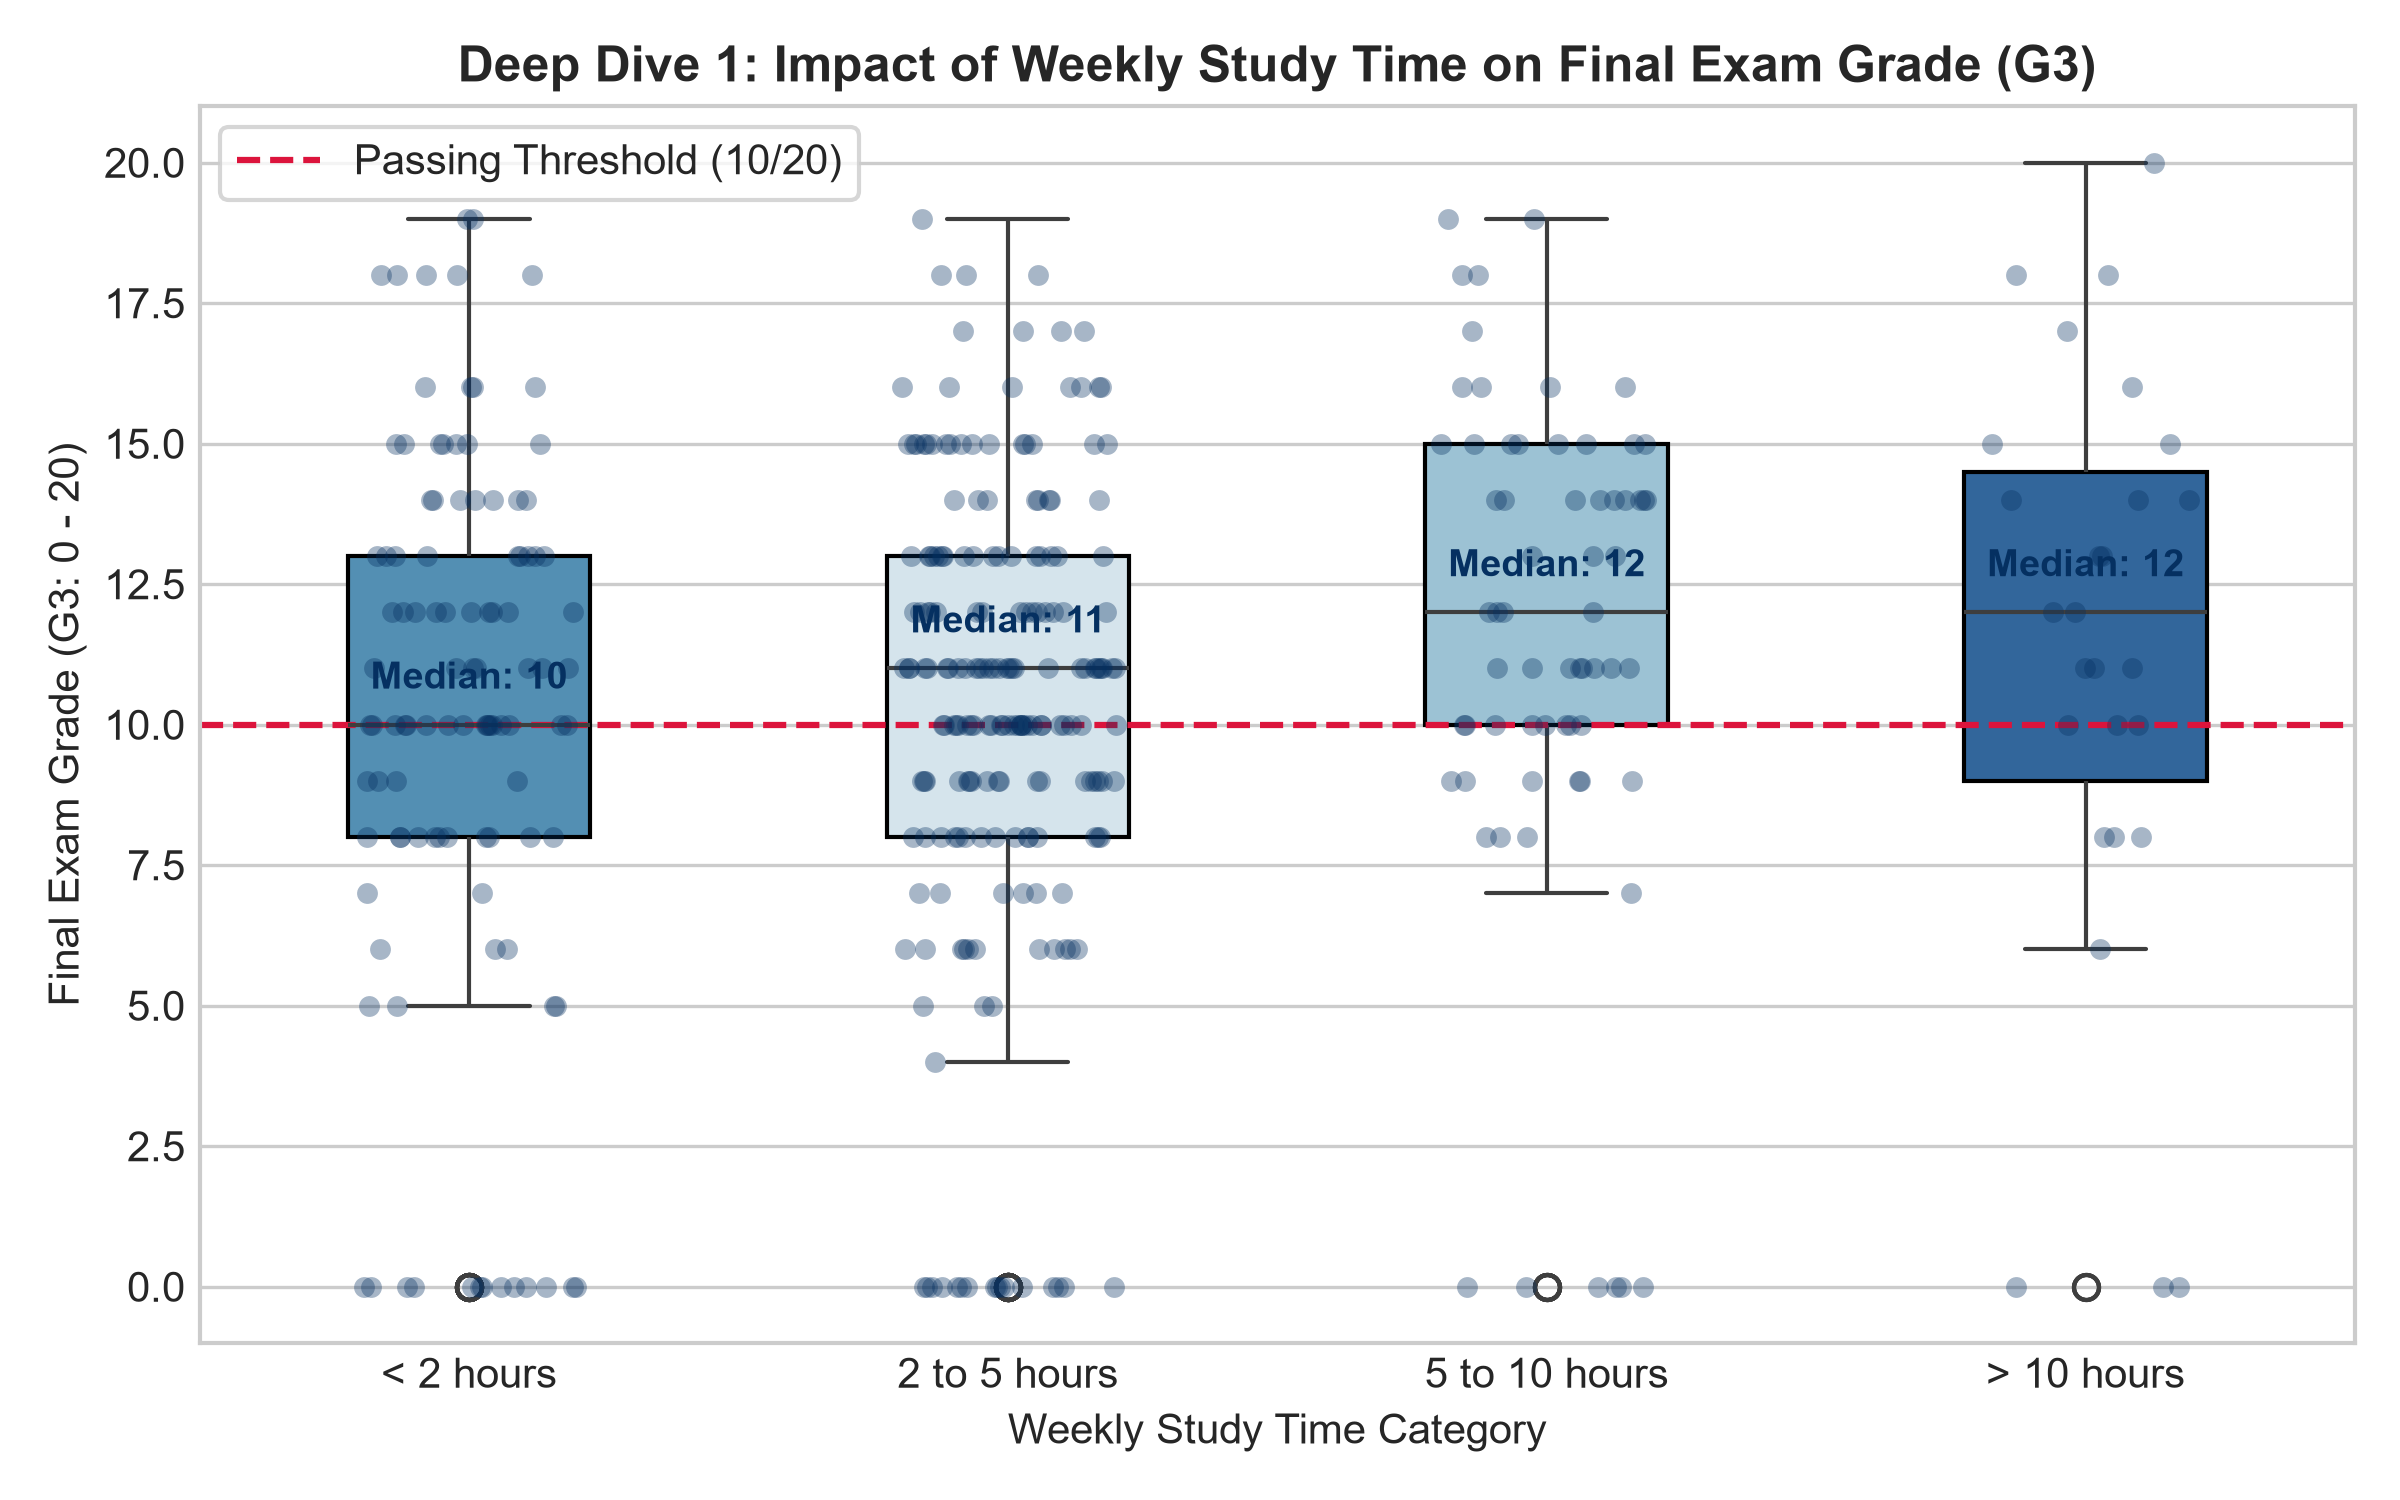 Deep Dive 1: Impact of Weekly Study Time on Final Exam Grade (G3)
Passing Threshold (10/20)
Final Exam Grade (G3: 0 - 20)
20.0
17.5
15.0
12.5
10.0
7.5
5.0
2.5
0.0
Median: 10
Median: 11
Median: 12
Median: 12
< 2 hours
2 to 5 hours
5 to 10 hours
> 10 hours
Weekly Study Time Category